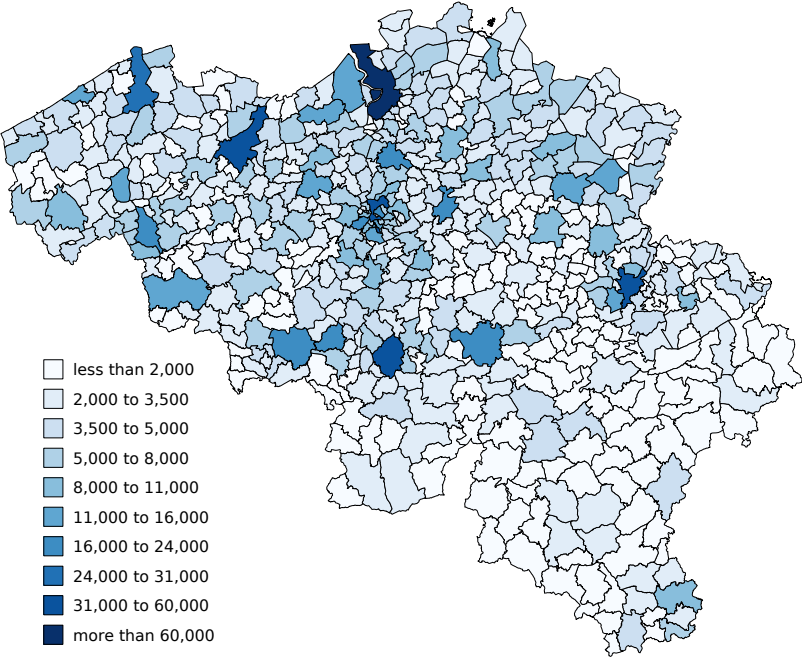 less than 2,000
2,000 to 3,500
3,500 to 5,000
5,000 to 8,000
8,000 to 11,000
11,000 to 16,000
16,000 to 24,000
24,000 to 31,000
31,000 to 60,000
more than 60,000